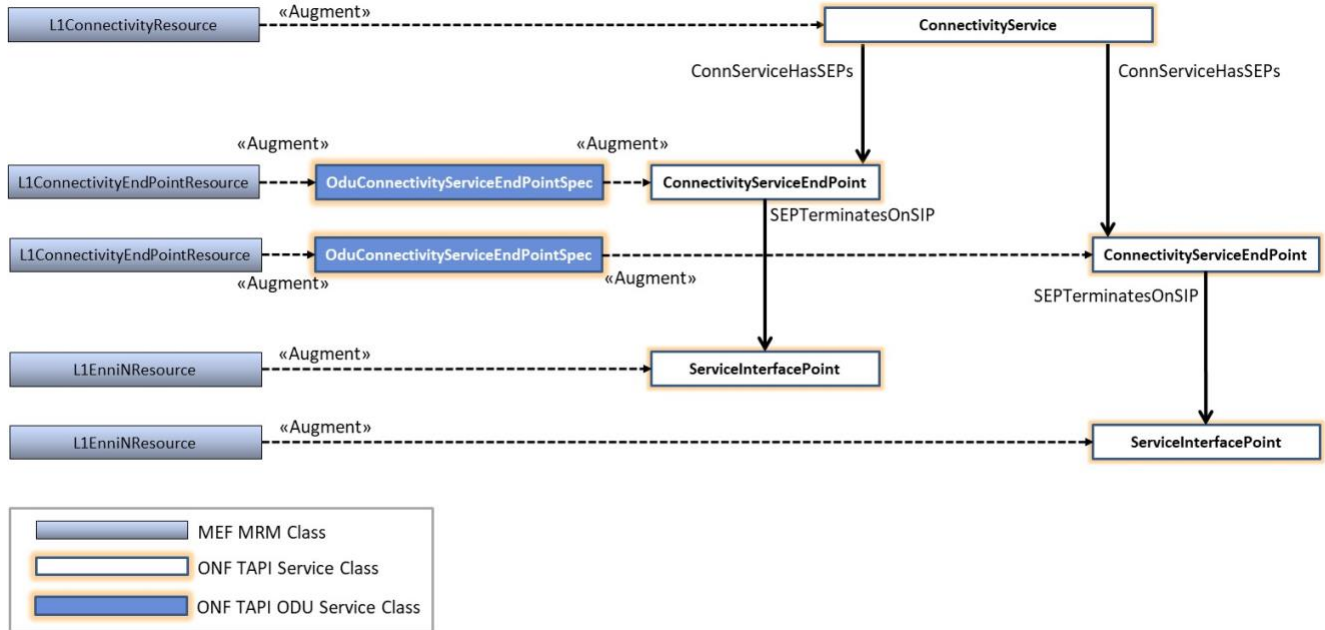 L1ConnectivityResource
«Augment»
ConnectivityService
ConnServiceHasSEPs
ConnServiceHasSEPs
«Augment»
«Augment»
L1ConnectivityEndPointResource
OduConnectivityServiceEndPointSpec
ConnectivityServiceEndPoint
SEPTerminatesOnSIP
L1ConnectivityEndPointResource
OduConnectivityServiceEndPointSpec
ConnectivityServiceEndPoint
«Augment»
«Augment»
SEPTerminatesOnSIP
L1EnniNResource
«Augment»
ServiceInterfacePoint
L1EnniNResource
«Augment»
ServiceInterfacePoint
MEF MRM Class
ONF TAPI Service Class
ONF TAPI ODU Service Class